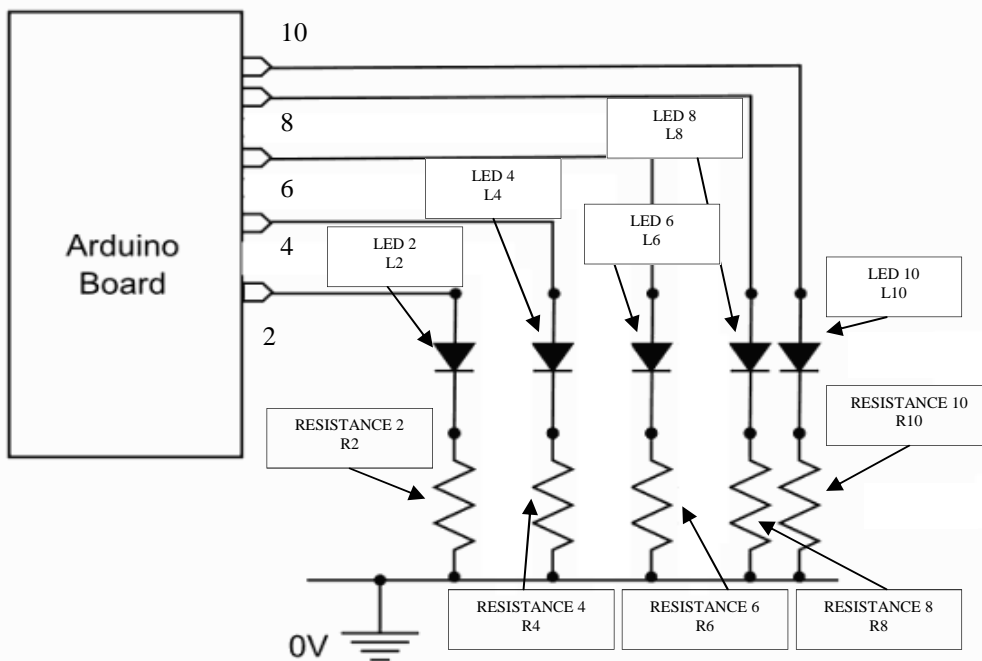 10
8
6
4
2
Arduino
Board
LED 8
L8
LED 4
L4
LED 6
L6
LED 2
L2
LED 10
L10
RESISTANCE 2
R2
RESISTANCE 10
R10
RESISTANCE 4
R4
RESISTANCE 6
R6
RESISTANCE 8
R8
0V